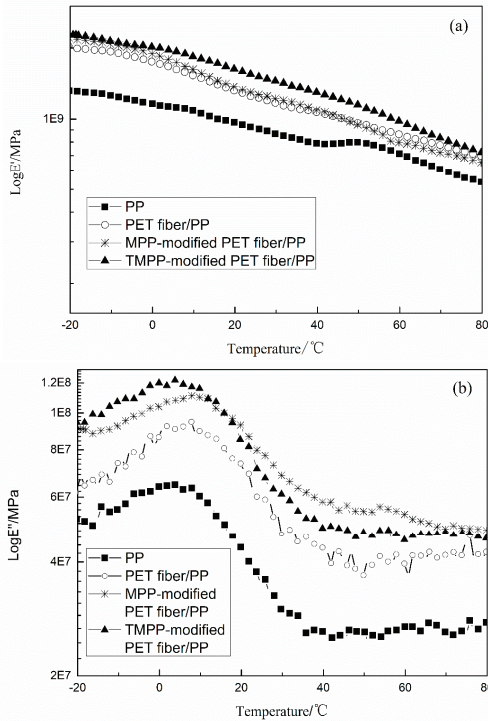 (a)
LogE'/MPa
1E9
PP
PET fiber/PP
MPP-modified PET fiber/PP
TMPP-modified PET fiber/PP
-20 0 20 40 60 80
Temperature/℃
(b)
LogE''/MPa
1.2E8
1E8
8E7
6E7
4E7
2E7
PP
PET fiber/PP
MPP-modified
PET fiber/PP
TMPP-modified
PET fiber/PP
-20 0 20 40 60 80
Temperature/℃